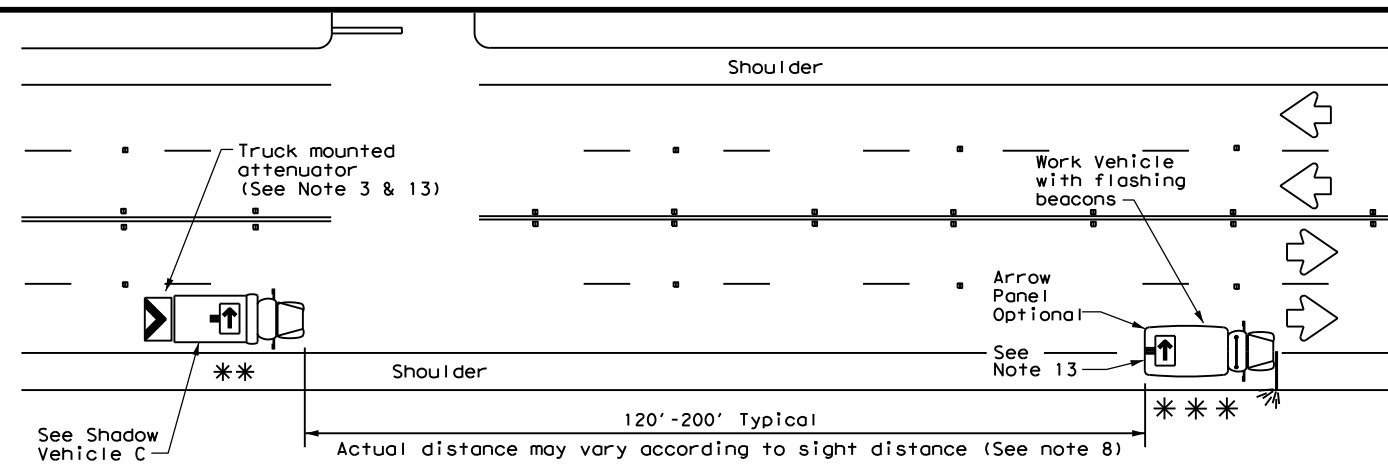 Shoulder
Truck mounted
attenuator
(See Note 3 & 13)
Work Vehicle
with flashing
beacons
Arrow
Panel
Optional
See
Note 13
**
Shoulder
***
120'-200' Typical
Actual distance may vary according to sight distance (See note 8)
See Shadow
Vehicle C